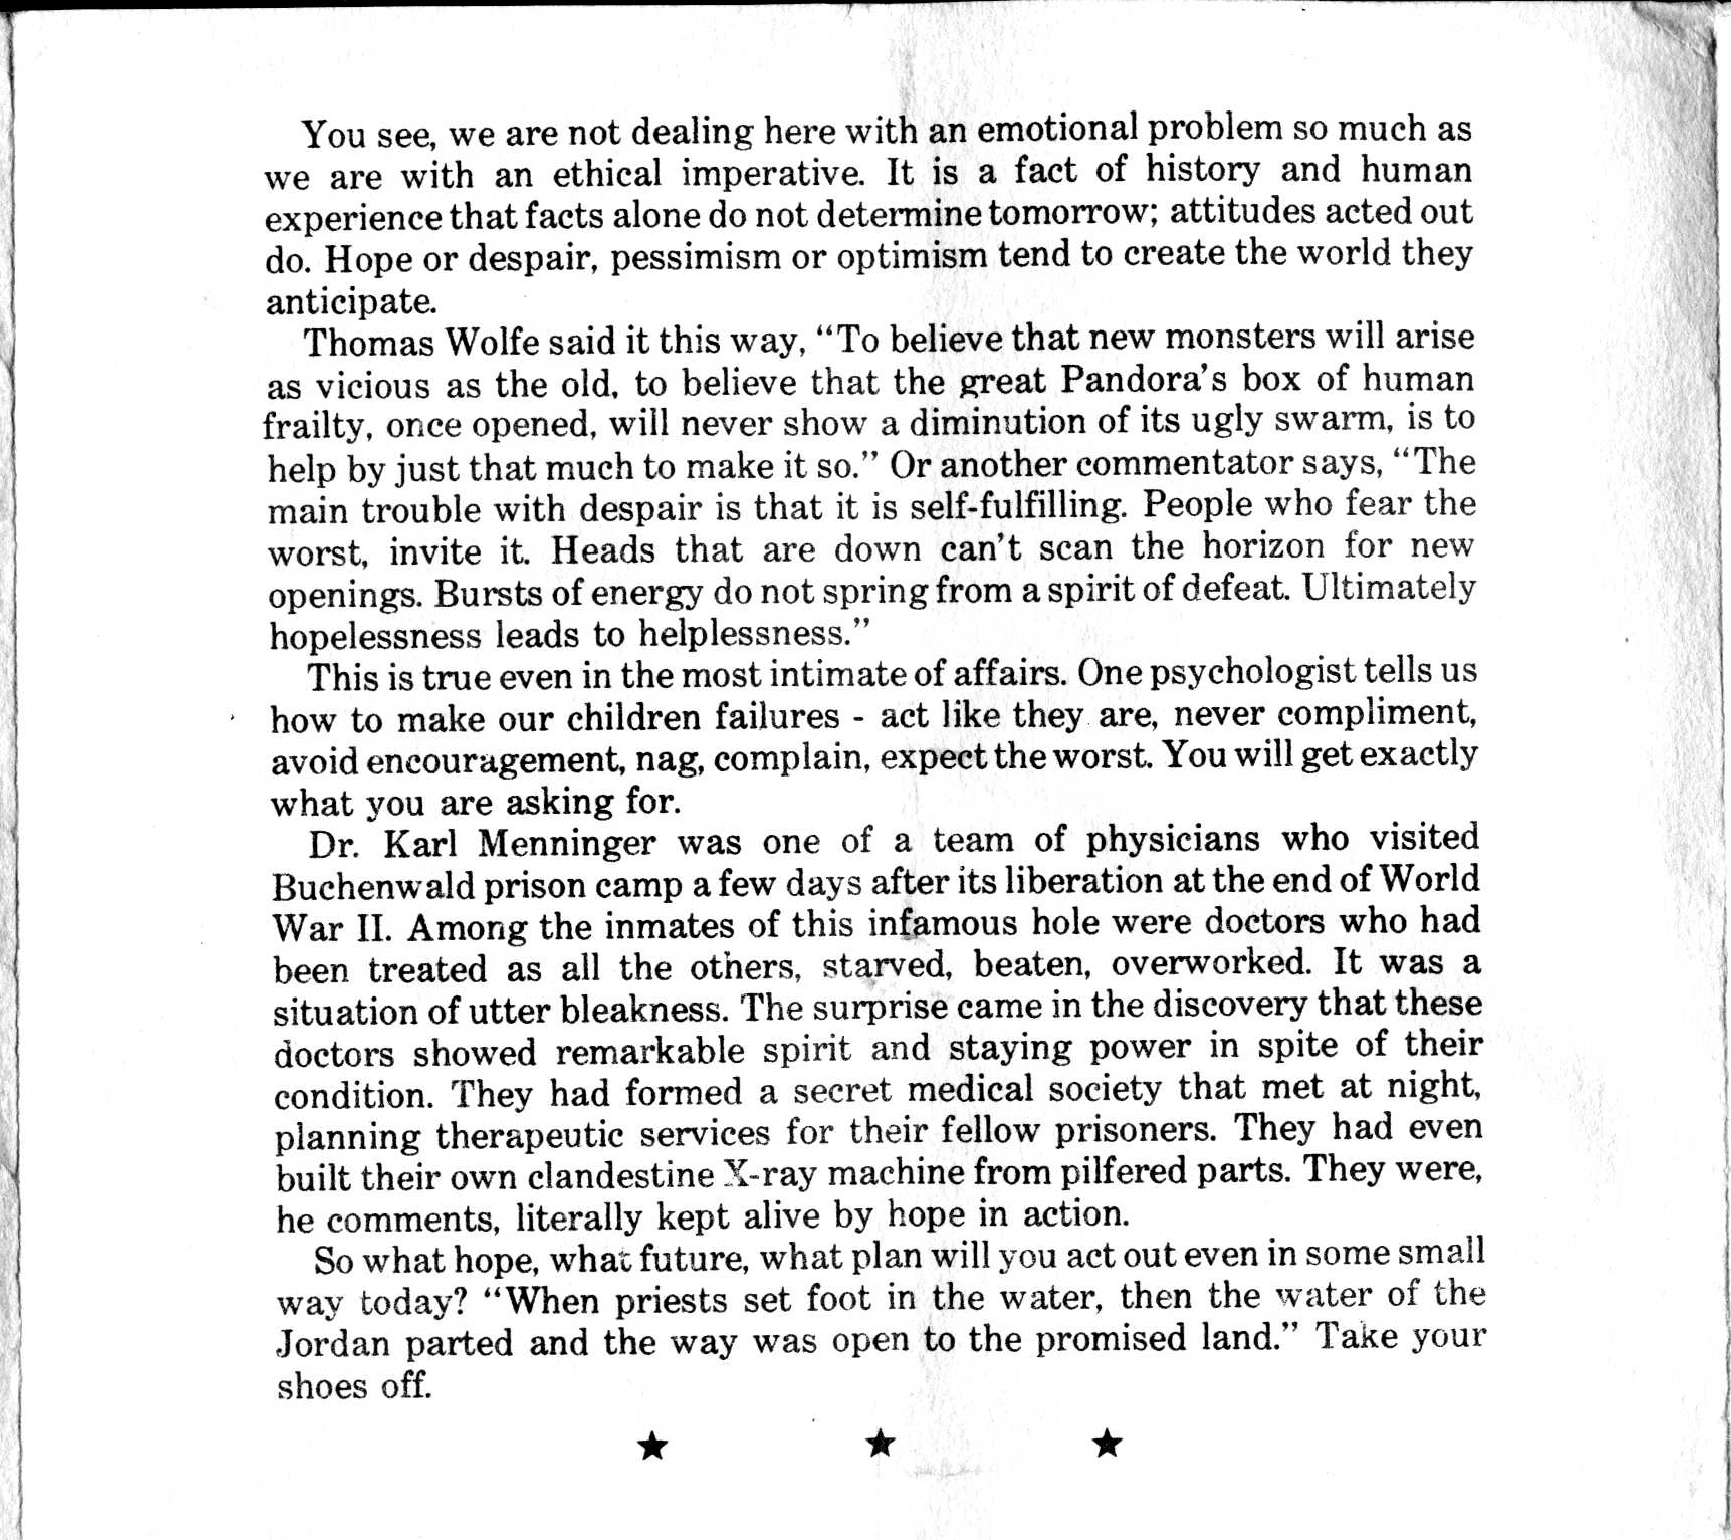 You see, we are not dealing here with an emotional problem so much as
we are with an ethical imperative. It is a fact of history and human
experience that facts alone do not determine tomorrow; attitudes acted out
do. Hope or despair, pessimism or optimism tend to create the world they
anticipate.
Thomas Wolfe said it this way, “To believe that new monsters will arise
as vicious as the old, to believe that the great Pandora’s box of human
frailty, once opened, will never show a diminution of its ugly swarm, is to
help by just that much to make it so.” Or another commentator says, “The
main trouble with despair is that it is self-fulfilling. People who fear the
worst, invite it. Heads that are down can’t scan the horizon for new
openings. Bursts of energy do not spring from a spirit of defeat. Ultimately
hopelessness leads to helplessness.”
This is true even in the most intimate of affairs. One psychologist tells us
how to make our children failures - act like they are, never compliment,
avoid encouragement, nag, complain, expect the worst. You will get exactly
what you are asking for.
Dr. Karl Menninger was one of a team of physicians who visited
Buchenwald prison camp a few days after its liberation at the end of World
War II. Among the inmates of this infamous hole were doctors who had
been treated as all the others, starved, beaten, overworked. It was a
situation of utter bleakness. The surprise came in the discovery that these
doctors showed remarkable spirit and staying power in spite of their
condition. They had formed a secret medical society that met at night,
planning therapeutic services for their fellow prisoners. They had even
built their own clandestine X-ray machine from pilfered parts. They were,
he comments, literally kept alive by hope in action.
So what hope, what future, what plan will you act out even in some small
way today? “When priests set foot in the water, then the water of the
Jordan parted and the way was open to the promised land.” Take your
shoes off.
★ ★ ★